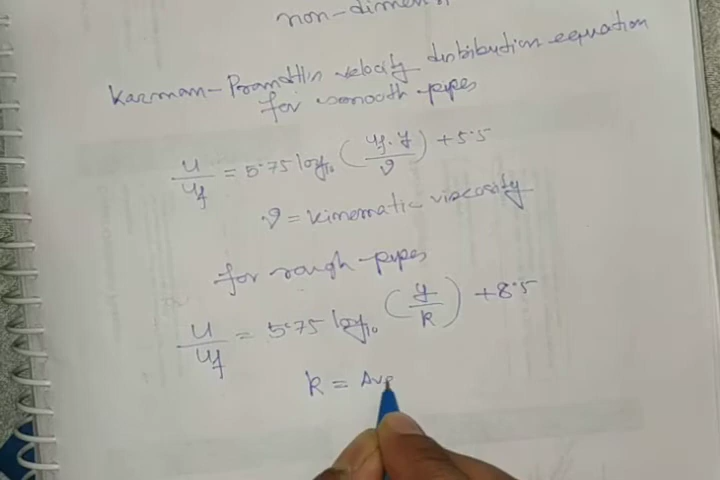 non-dimen
Karman-Prandtl's velocity distribution equation
for smooth pipes
u/uf = 5.75 log10 (uf.y/ϑ) + 5.5
ϑ = kinematic viscosity
for rough pipes
u/uf = 5.75 log10 (y/k) + 8.5
k = Ave